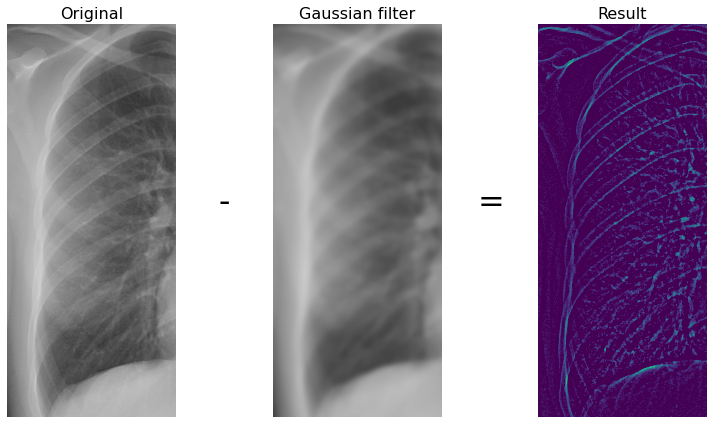 Original
Gaussian filter
Result
-
=